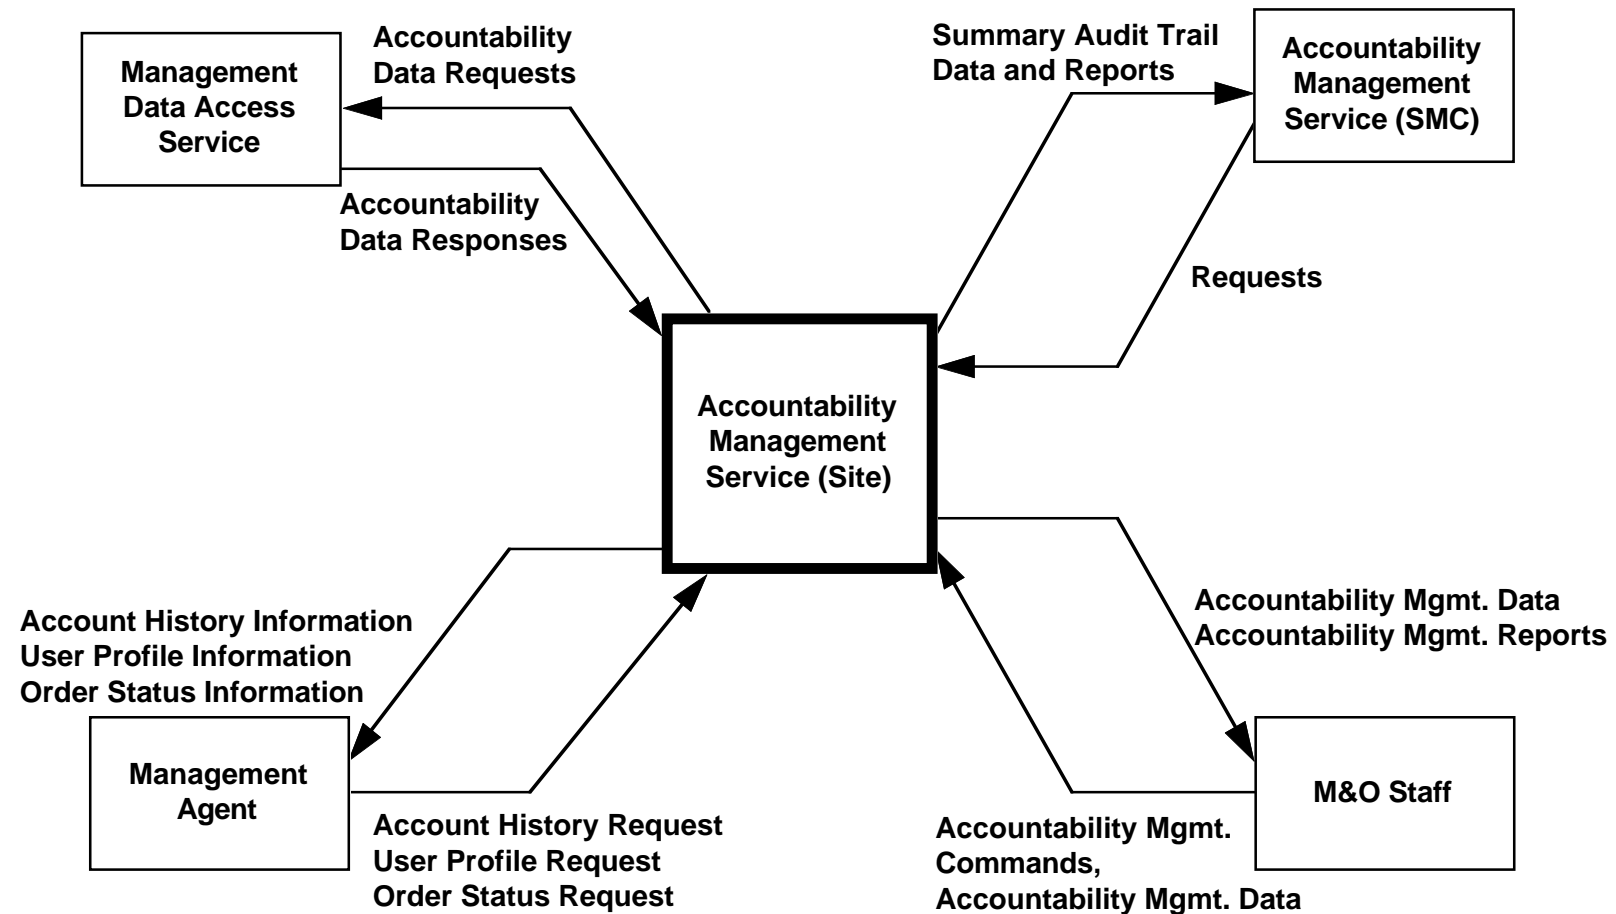 Accountability
Data Requests
Management
Data Access
Service
Accountability
Data Responses
Summary Audit Trail
Data and Reports
Accountability
Management
Service (SMC)
Requests
Accountability
Management
Service (Site)
Account History Information
User Profile Information
Order Status Information
Management
Agent
Account History Request
User Profile Request
Order Status Request
Accountability Mgmt. Data
Accountability Mgmt. Reports
M&O Staff
Accountability Mgmt.
Commands,
Accountability Mgmt. Data